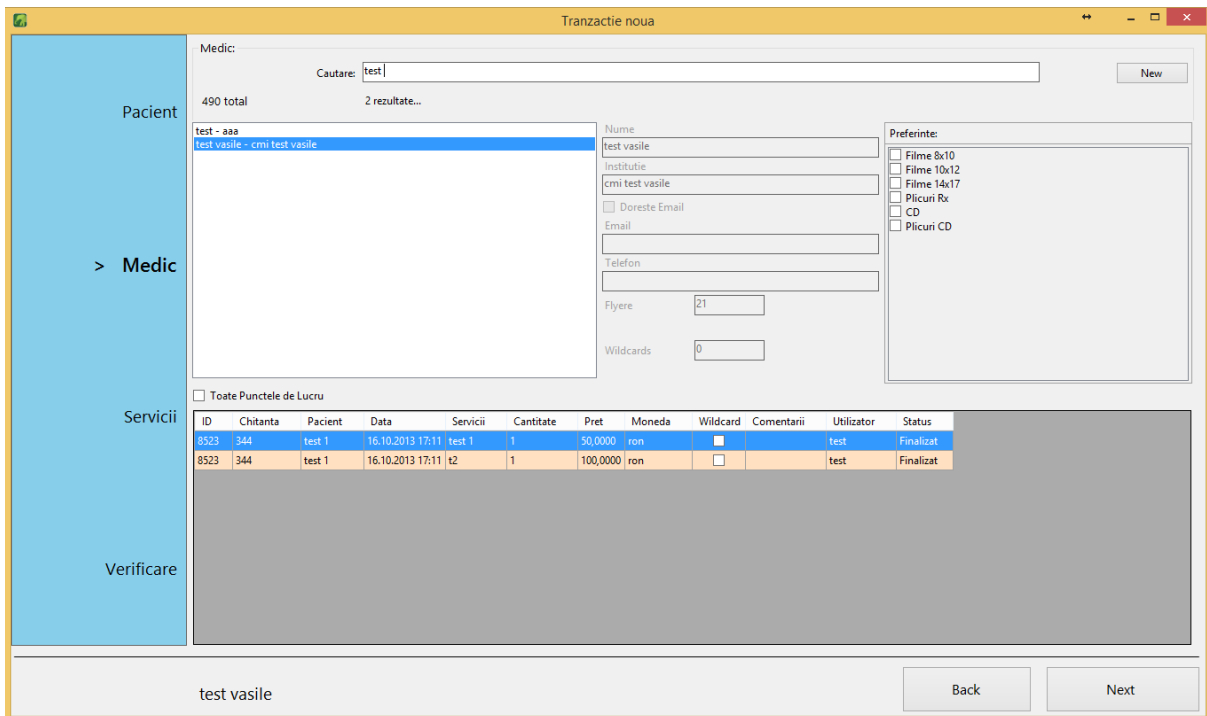 Tranzactie noua
Medic:
Cautare: test
New
490 total 2 rezultate...
Pacient
> Medic
Servicii
Verificare
test - aaa
test vasile - cmi test vasile
Nume
test vasile
Institutie
cmi test vasile
Doreste Email
Email
Telefon
Flyere 21
Wildcards 0
Preferinte:
Filme 8x10
Filme 10x12
Filme 14x17
Plicuri Rx
CD
Plicuri CD
Toate Punctele de Lucru
ID Chitanta Pacient Data Servicii Cantitate Pret Moneda Wildcard Comentarii Utilizator Status
8523 344 test 1 16.10.2013 17:11 test 1 1 50,0000 ron test Finalizat
8523 344 test 1 16.10.2013 17:11 t2 1 100,0000 ron test Finalizat
test vasile
Back
Next